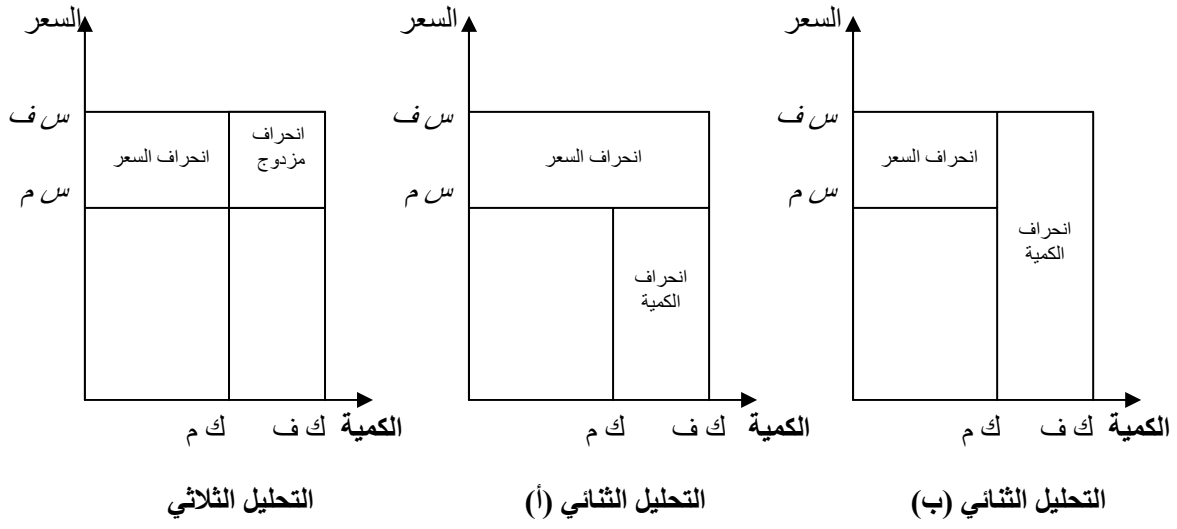 السعر
س ف
س م
انحراف السعر
انحراف
الكمية
ك م
ك ف
الكمية
التحليل الثنائي (ب)
السعر
س ف
س م
انحراف السعر
انحراف
الكمية
ك م
ك ف
الكمية
التحليل الثنائي (أ)
السعر
س ف
س م
انحراف السعر
انحراف
مزدوج
ك م
ك ف
الكمية
التحليل الثلاثي